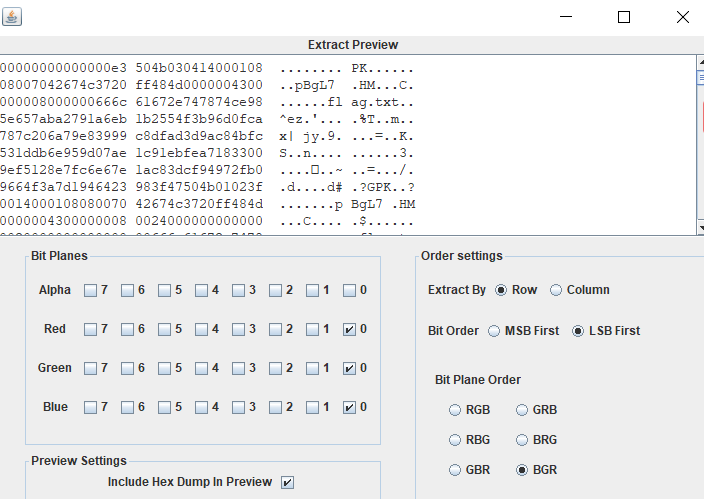 Extract Preview
00000000000000e3 504b030414000108 ........ PK......
08007042674c3720 ff484d0000004300 ..pBgL7 .HM...C.
000008000000666c 61672e747874ce98 ......fl ag.txt..
5e657aba2791a6eb 1b2554f3b96d0fca ^ez.'... .%T..m..
787c206a79e83999 c8dfad3d9ac84bfc x| jy.9. ...=..K.
531ddb6e959d07ae 1c91ebfea7183300 S..n.... ......3.
9ef5128e7fc6e67e 1ac83dcf94972fb0 ....□..~ ..=.../.
9664f3a7d1946423 983f47504b01023f .d....d# .?GPK..?
0014000108080070 42674c3720ff484d .......p BgL7 .HM
0000004300000008 0024000000000000 ...C.... .$......
Bit Planes
Alpha 7 6 5 4 3 2 1 0
Red 7 6 5 4 3 2 1 0
Green 7 6 5 4 3 2 1 0
Blue 7 6 5 4 3 2 1 0
Preview Settings
Include Hex Dump In Preview
Order settings
Extract By Row Column
Bit Order MSB First LSB First
Bit Plane Order
RGB GRB
RBG BRG
GBR BGR